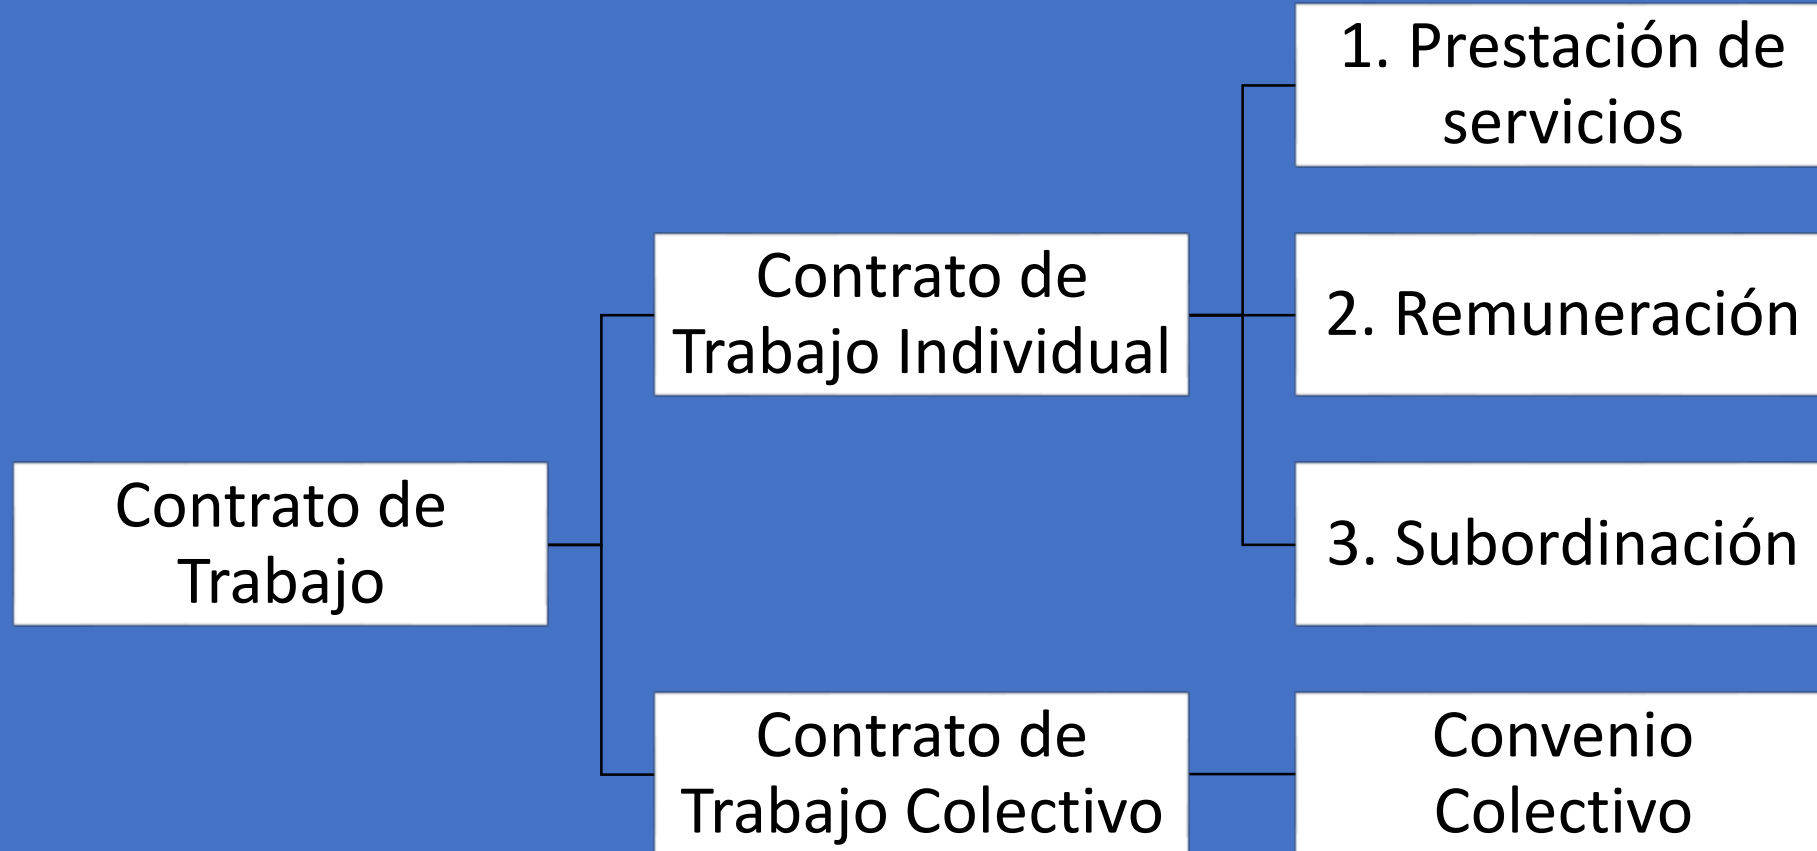 Contrato de
Trabajo
Contrato de
Trabajo Individual
1. Prestación de
servicios
2. Remuneración
3. Subordinación
Contrato de
Trabajo Colectivo
Convenio
Colectivo